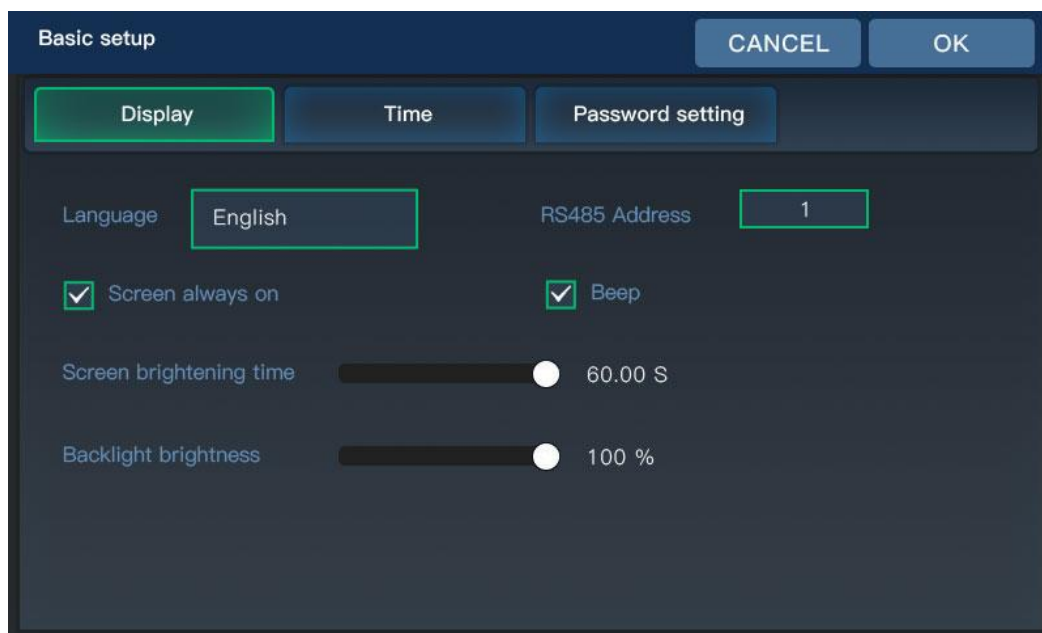 Basic setup CANCEL OK
Display Time Password setting
Language English RS485 Address 1
Screen always on Beep
Screen brightening time 60.00 S
Backlight brightness 100 %